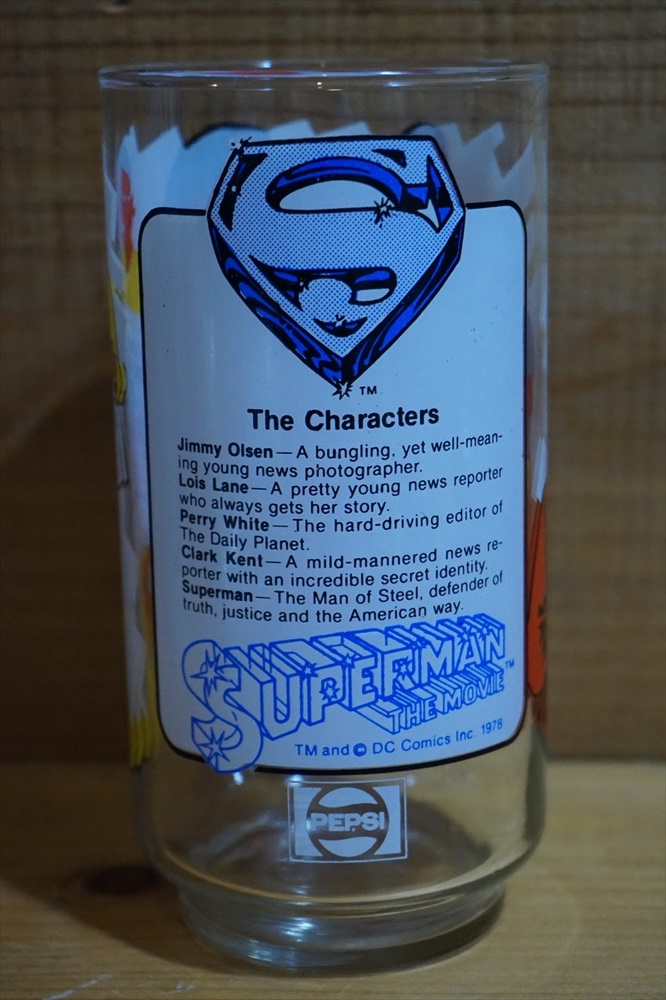 TM
The Characters
Jimmy Olsen—A bungling, yet well-mean-
ing young news photographer.
Lois Lane—A pretty young news reporter
who always gets her story.
Perry White—The hard-driving editor of
The Daily Planet.
Clark Kent—A mild-mannered news re-
porter with an incredible secret identity.
Superman—The Man of Steel, defender of
truth, justice and the American way.
SUPERMAN TM
THE MOVIE
TM and © DC Comics Inc. 1978
PEPSI